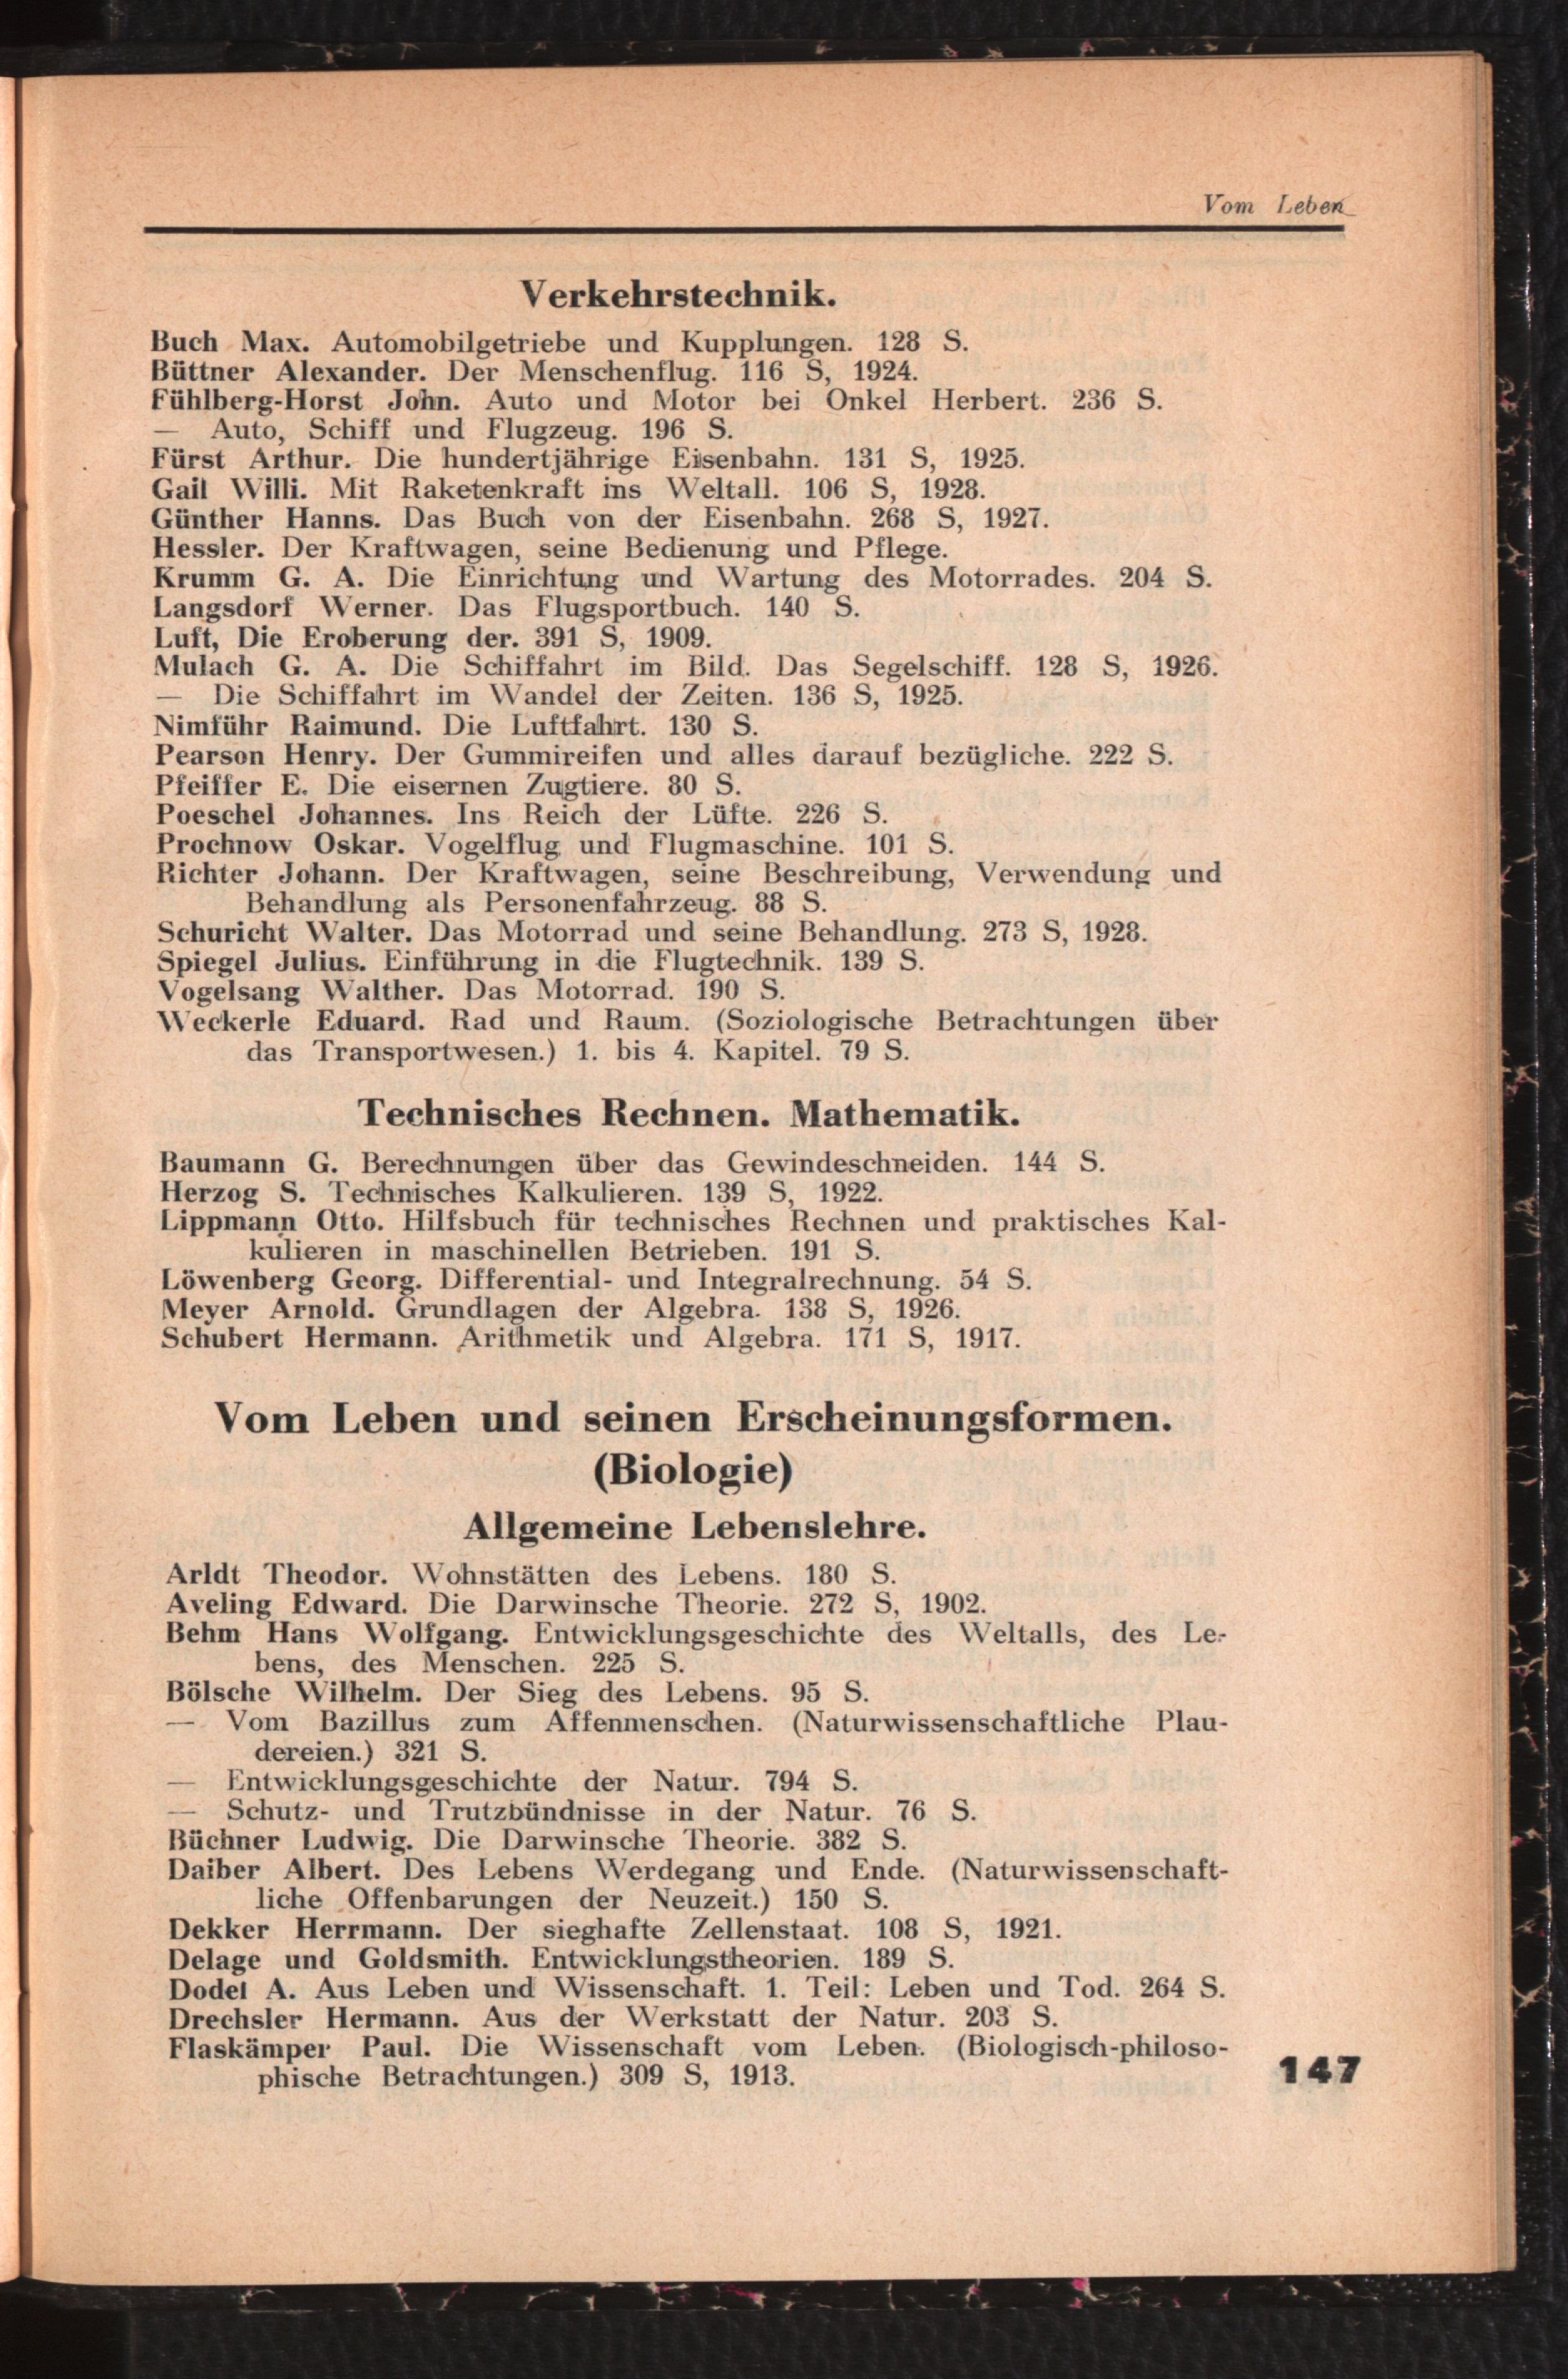 Vom Leben
Verkehrstechnik.
Buch Max. Automobilgetriebe und Kupplungen. 128 S.
Büttner Alexander. Der Menschenflug. 116 S, 1924.
Fühlberg-Horst John. Auto und Motor bei Onkel Herbert. 236 S.
— Auto, Schiff und Flugzeug. 196 S.
Fürst Arthur. Die hundertjährige Eisenbahn. 131 S, 1925.
Gail Willi. Mit Raketenkraft ins Weltall. 106 S, 1928.
Günther Hanns. Das Buch von der Eisenbahn. 268 S, 1927.
Hessler. Der Kraftwagen, seine Bedienung und Pflege.
Krumm G. A. Die Einrichtung und Wartung des Motorrades. 204 S.
Langsdorf Werner. Das Flugsportbuch. 140 S.
Luft, Die Eroberung der. 391 S, 1909.
Mulach G. A. Die Schiffahrt im Bild. Das Segelschiff. 128 S, 1926.
— Die Schiffahrt im Wandel der Zeiten. 136 S, 1925.
Nimführ Raimund. Die Luftfahrt. 130 S.
Pearson Henry. Der Gummireifen und alles darauf bezügliche. 222 S.
Pfeiffer E. Die eisernen Zugtiere. 80 S.
Poeschel Johannes. Ins Reich der Lüfte. 226 S.
Prochnow Oskar. Vogelflug und Flugmaschine. 101 S.
Richter Johann. Der Kraftwagen, seine Beschreibung, Verwendung und
Behandlung als Personenfahrzeug. 88 S.
Schuricht Walter. Das Motorrad und seine Behandlung. 273 S, 1928.
Spiegel Julius. Einführung in die Flugtechnik. 139 S.
Vogelsang Walther. Das Motorrad. 190 S.
Weckerle Eduard. Rad und Raum. (Soziologische Betrachtungen über
das Transportwesen.) 1. bis 4. Kapitel. 79 S.
Technisches Rechnen. Mathematik.
Baumann G. Berechnungen über das Gewindeschneiden. 144 S.
Herzog S. Technisches Kalkulieren. 139 S, 1922.
Lippmann Otto. Hilfsbuch für technisches Rechnen und praktisches Kal-
kulieren in maschinellen Betrieben. 191 S.
Löwenberg Georg. Differential- und Integralrechnung. 54 S.
Meyer Arnold. Grundlagen der Algebra. 138 S, 1926.
Schubert Hermann. Arithmetik und Algebra. 171 S, 1917.
Vom Leben und seinen Erscheinungsformen.
(Biologie)
Allgemeine Lebenslehre.
Arldt Theodor. Wohnstätten des Lebens. 180 S.
Aveling Edward. Die Darwinsche Theorie. 272 S, 1902.
Behm Hans Wolfgang. Entwicklungsgeschichte des Weltalls, des Le-
bens, des Menschen. 225 S.
Bölsche Wilhelm. Der Sieg des Lebens. 95 S.
— Vom Bazillus zum Affenmenschen. (Naturwissenschaftliche Plau-
dereien.) 321 S.
— Entwicklungsgeschichte der Natur. 794 S.
— Schutz- und Trutzbündnisse in der Natur. 76 S.
Büchner Ludwig. Die Darwinsche Theorie. 382 S.
Daiber Albert. Des Lebens Werdegang und Ende. (Naturwissenschaft-
liche Offenbarungen der Neuzeit.) 150 S.
Dekker Herrmann. Der sieghafte Zellenstaat. 108 S, 1921.
Delage und Goldsmith. Entwicklungstheorien. 189 S.
Dodel A. Aus Leben und Wissenschaft. 1. Teil: Leben und Tod. 264 S.
Drechsler Hermann. Aus der Werkstatt der Natur. 203 S.
Flaskämper Paul. Die Wissenschaft vom Leben. (Biologisch-philoso-
phische Betrachtungen.) 309 S, 1913.
147